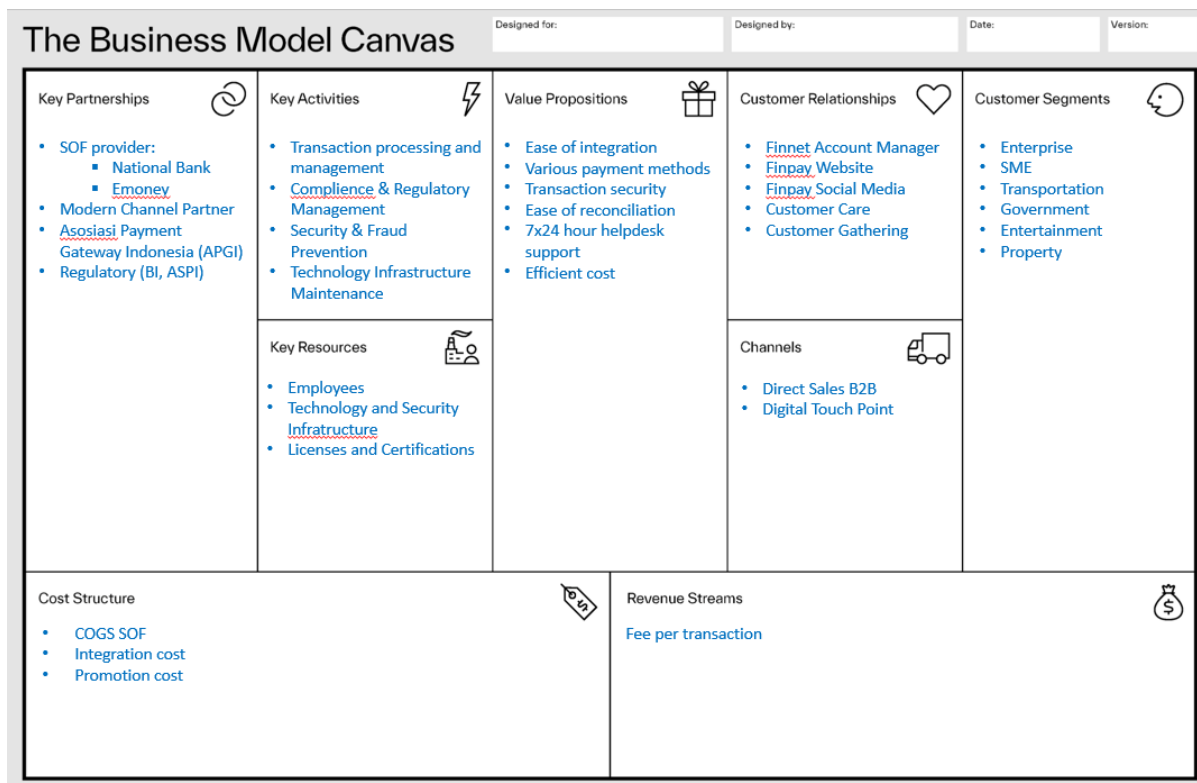 The Business Model Canvas
Designed for:
Designed by:
Date:
Version:
Key Partnerships
• SOF provider:
▪ National Bank
▪ Emoney
• Modern Channel Partner
• Asosiasi Payment
Gateway Indonesia (APGI)
• Regulatory (BI, ASPI)
Key Activities
• Transaction processing and
management
• Complience & Regulatory
Management
• Security & Fraud
Prevention
• Technology Infrastructure
Maintenance
Key Resources
• Employees
• Technology and Security
Infratructure
• Licenses and Certifications
Value Propositions
• Ease of integration
• Various payment methods
• Transaction security
• Ease of reconciliation
• 7x24 hour helpdesk
support
• Efficient cost
Customer Relationships
• Finnet Account Manager
• Finpay Website
• Finpay Social Media
• Customer Care
• Customer Gathering
Channels
• Direct Sales B2B
• Digital Touch Point
Customer Segments
• Enterprise
• SME
• Transportation
• Government
• Entertainment
• Property
Cost Structure
• COGS SOF
• Integration cost
• Promotion cost
Revenue Streams
Fee per transaction